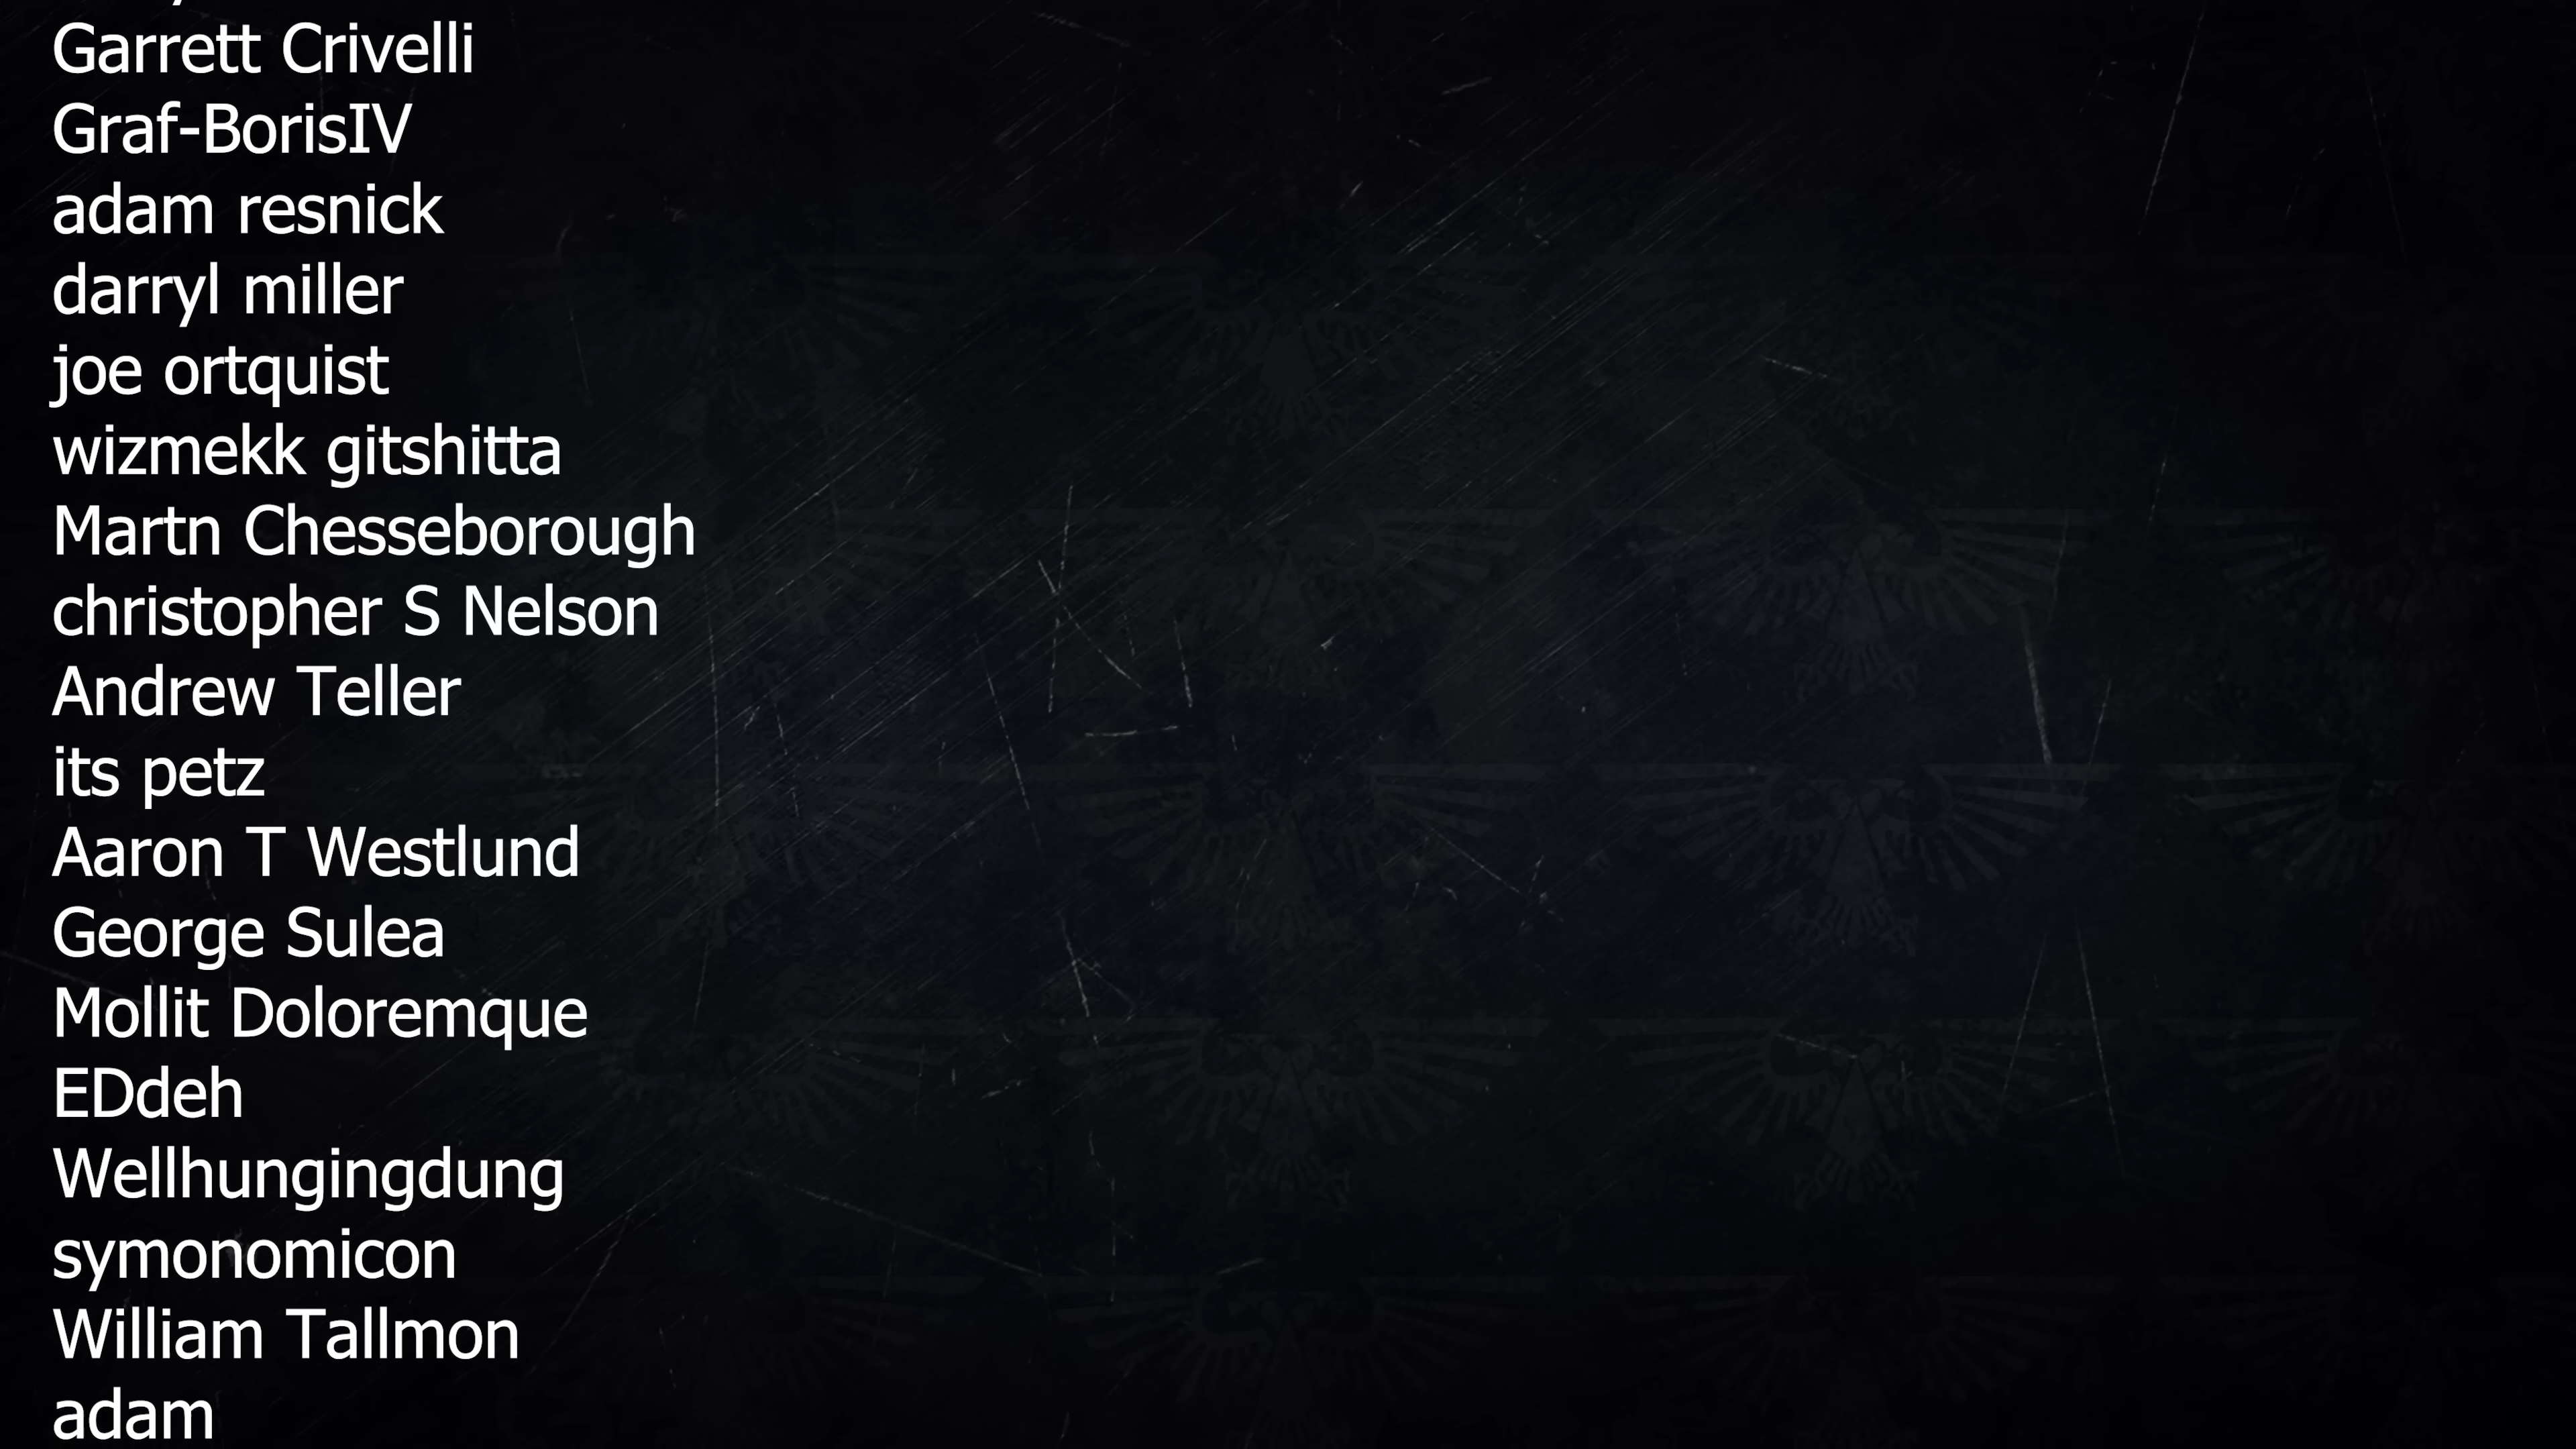 Garrett Crivelli
Graf-BorisIV
adam resnick
darryl miller
joe ortquist
wizmekk gitshitta
Martn Chesseborough
christopher S Nelson
Andrew Teller
its petz
Aaron T Westlund
George Sulea
Mollit Doloremque
EDdeh
Wellhungingdung
symonomicon
William Tallmon
adam